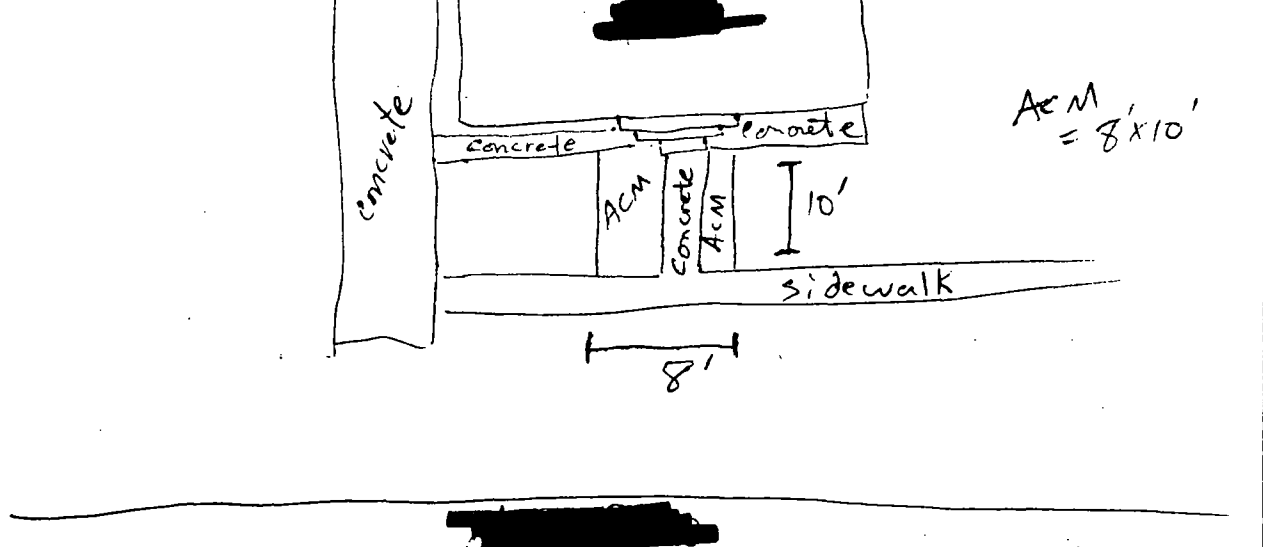 concrete
concrete
concrete
ACM
= 8'x10'
ACM
concrete
ACM
10'
sidewalk
8'